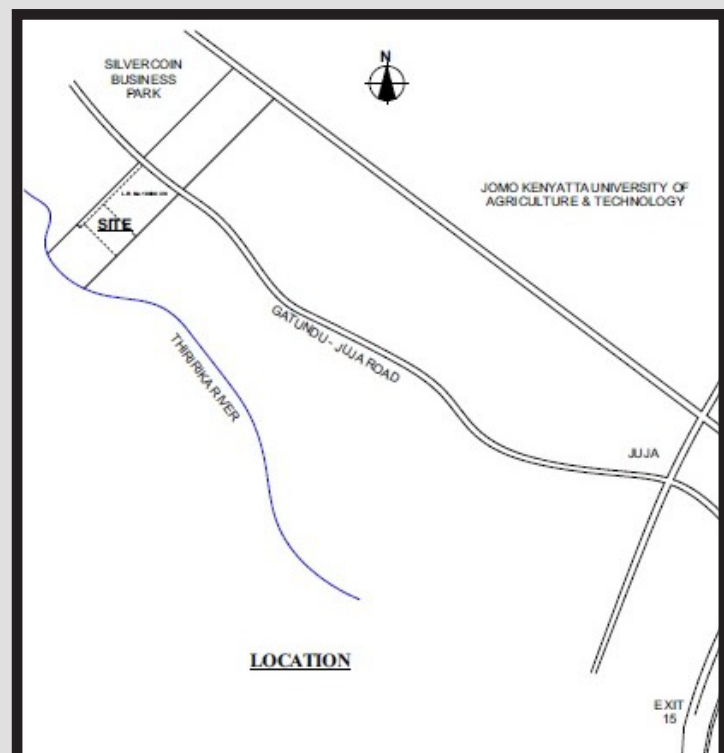 SILVERCOIN
BUSINESS
PARK
N
JOMO KENYATTA UNIVERSITY OF
AGRICULTURE & TECHNOLOGY
SITE
GATUNDU - JUJA ROAD
THIRIRIKA RIVER
JUJA
LOCATION
EXIT
15